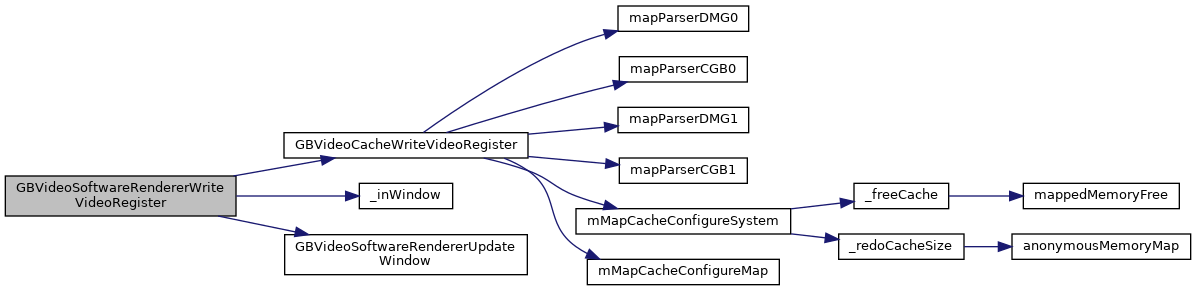 GBVideoSoftwareRendererWrite
VideoRegister
GBVideoCacheWriteVideoRegister
_inWindow
GBVideoSoftwareRendererUpdate
Window
mapParserDMG0
mapParserCGB0
mapParserDMG1
mapParserCGB1
mMapCacheConfigureSystem
mMapCacheConfigureMap
_freeCache
_redoCacheSize
mappedMemoryFree
anonymousMemoryMap